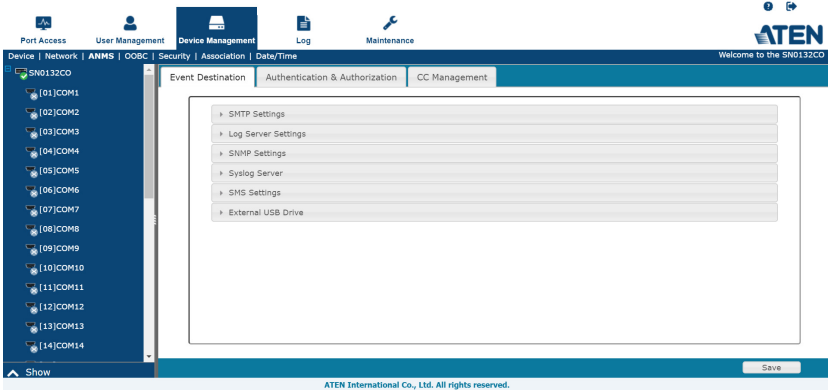 Port Access
User Management
Device Management
Log
Maintenance
ATEN
Device | Network | ANMS | OOBC | Security | Association | Date/Time
Welcome to the SN0132CO
SN0132CO
[01]COM1
[02]COM2
[03]COM3
[04]COM4
[05]COM5
[06]COM6
[07]COM7
[08]COM8
[09]COM9
[10]COM10
[11]COM11
[12]COM12
[13]COM13
[14]COM14
Show
Event Destination
Authentication & Authorization
CC Management
SMTP Settings
Log Server Settings
SNMP Settings
Syslog Server
SMS Settings
External USB Drive
Save
ATEN International Co., Ltd. All rights reserved.